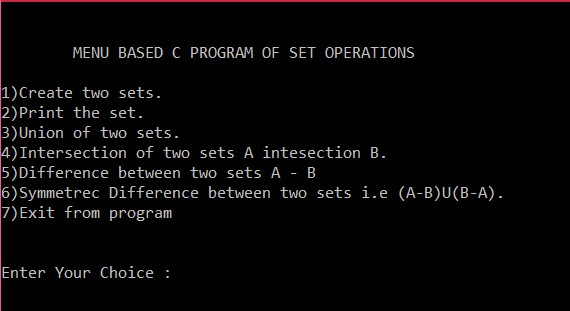 MENU BASED C PROGRAM OF SET OPERATIONS
1)Create two sets.
2)Print the set.
3)Union of two sets.
4)Intersection of two sets A intesection B.
5)Difference between two sets A - B
6)Symmetrec Difference between two sets i.e (A-B)U(B-A).
7)Exit from program
Enter Your Choice :